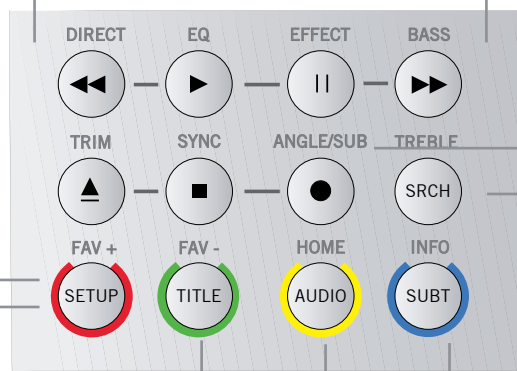 DIRECT EQ EFFECT BASS
TRIM SYNC ANGLE/SUB TREBLE
SRCH
FAV + FAV - HOME INFO
SETUP TITLE AUDIO SUBT